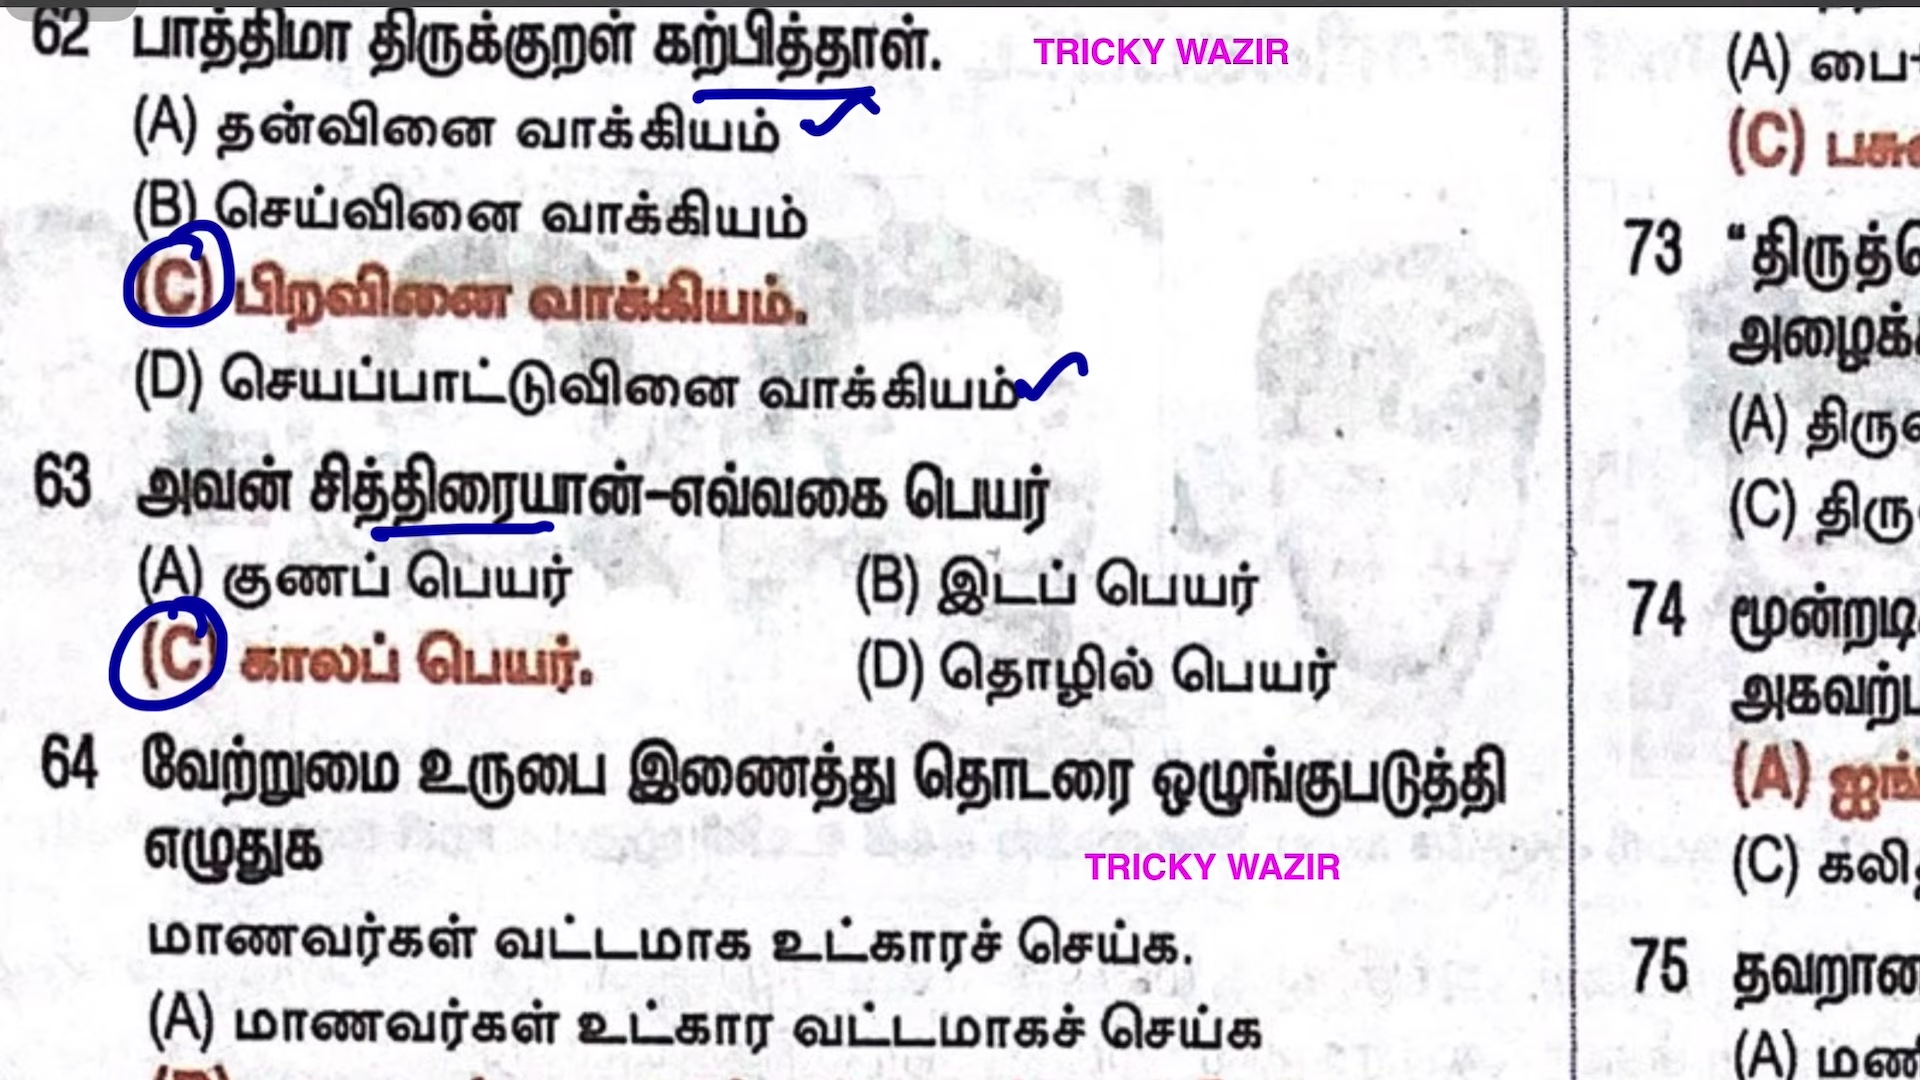 62 பாத்திமா திருக்குறள் கற்பித்தாள்.
TRICKY WAZIR
(A) தன்வினை வாக்கியம்
(B) செய்வினை வாக்கியம்
(C) பிறவினை வாக்கியம்.
(D) செயப்பாட்டுவினை வாக்கியம்
63 அவன் சித்திரையான்-எவ்வகை பெயர்
(A) குணப் பெயர் (B) இடப் பெயர்
(C) காலப் பெயர். (D) தொழில் பெயர்
64 வேற்றுமை உருபை இணைத்து தொடரை ஒழுங்குபடுத்தி
எழுதுக
TRICKY WAZIR
மாணவர்கள் வட்டமாக உட்காரச் செய்க.
(A) மாணவர்கள் உட்கார வட்டமாகச் செய்க
(A)
(C)
73
(A)
(C)
74
(A)
(C)
75
(A)